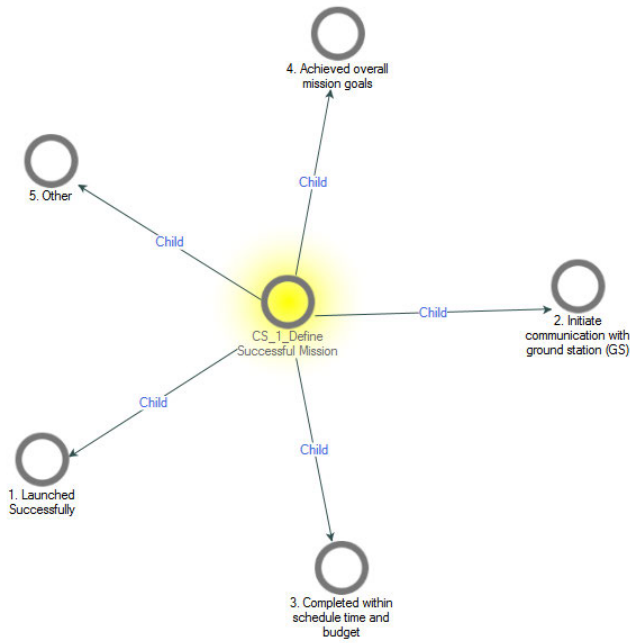 4. Achieved overall
mission goals
Child
5. Other
Child
2. Initiate
communication with
ground station (GS)
Child
CS_1_Define
Successful Mission
Child
1. Launched
Successfully
Child
3. Completed within
schedule time and
budget